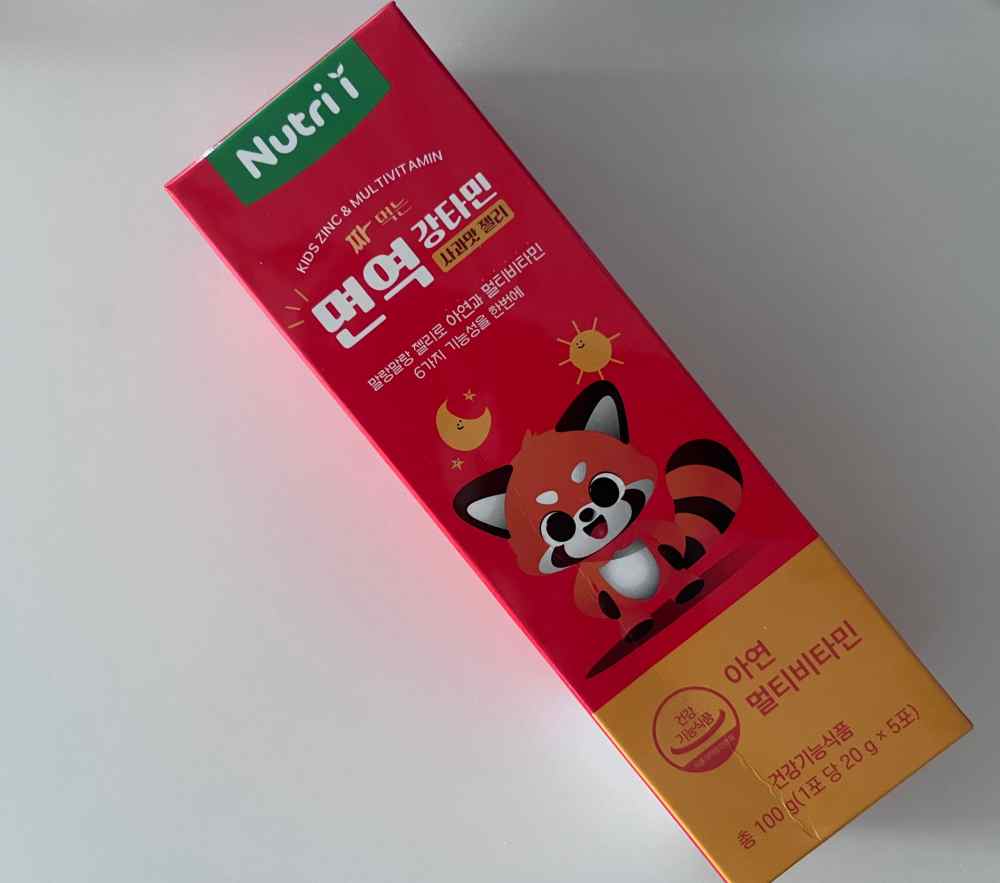 Nutri i
KIDS ZINC & MULTIVITAMIN
짜 먹는
면역 강타민
사과맛 젤리
말랑말랑 젤리로 아연과 멀티비타민
6가지 기능성을 한번에
아연
멀티비타민
건강
기능식품
건강기능식품
총 100 g(1포 당 20 g × 5포)